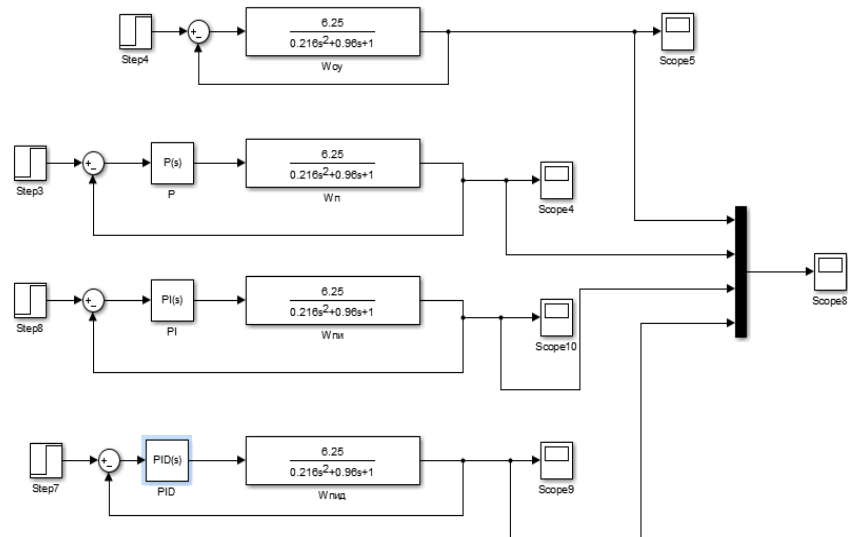 6.25
0.216s²+0.96s+1
+
−
Step4
Wоу
Scope5
6.25
0.216s²+0.96s+1
P(s)
+
−
Step3
P
Wп
Scope4
6.25
0.216s²+0.96s+1
PI(s)
+
−
Step8
PI
Wпи
Scope10
Scope8
6.25
0.216s²+0.96s+1
PID(s)
+
−
Step7
PID
Wпид
Scope9